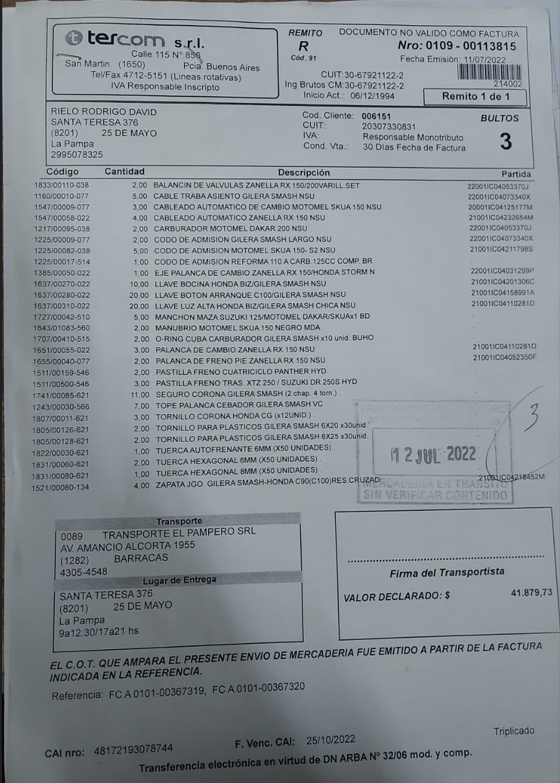 tercom s.r.l.
Calle 115 N° 856
San Martin (1650) Pcia. Buenos Aires
Tel/Fax 4712-5151 (Lineas rotativas)
IVA Responsable Inscripto
REMITO
R
Cód. 91
DOCUMENTO NO VALIDO COMO FACTURA
Nro: 0109 - 00113815
Fecha Emisión: 11/07/2022
CUIT:30-67921122-2
Ing Brutos CM:30-67921122-2
Inicio Act.: 06/12/1994
214002
Remito 1 de 1
RIELO RODRIGO DAVID
SANTA TERESA 376
(8201) 25 DE MAYO
La Pampa
2995078325
Cod. Cliente: 006151
CUIT: 20307330831
IVA: Responsable Monotributo
Cond. Vta.: 30 Días Fecha de Factura
BULTOS
3
Código Cantidad Descripción Partida
1833/00110-038 2,00 BALANCIN DE VALVULAS ZANELLA RX 150/200VARILL.SET 22001IC04053370J
1160/00010-077 5,00 CABLE TRABA ASIENTO GILERA SMASH NSU 22001IC04073340X
1547/00009-077 3,00 CABLEADO AUTOMATICO DE CAMBIO MOTOMEL SKUA 150 NSU 20001IC04125177M
1547/00058-022 4,00 CABLEADO AUTOMATICO ZANELLA RX 150 NSU 21001IC04232654M
1217/00095-038 2,00 CARBURADOR MOTOMEL DAKAR 200 NSU 22001IC04053370J
1225/00009-077 2,00 CODO DE ADMISION GILERA SMASH LARGO NSU 22001IC04073340X
1225/00082-038 5,00 CODO DE ADMISION MOTOMEL SKUA 150- S2 NSU 21001IC04211798S
1225/00017-514 1,00 CODO DE ADMISION REFORMA 110 A CARB.125CC COMP. BR
1385/00050-022 1,00 EJE PALANCA DE CAMBIO ZANELLA RX 150/HONDA STORM N 22001IC04031299P
1637/00270-022 10,00 LLAVE BOCINA HONDA BIZ/GILERA SMASH NSU 21001IC04201306C
1637/00280-022 20,00 LLAVE BOTON ARRANQUE C100/GILERA SMASH NSU 21001IC04158991A
1637/00310-022 20,00 LLAVE LUZ ALTA HONDA BIZ/GILERA SMASH CHICA NSU 21001IC04110281D
1727/00042-510 5,00 MANCHON MAZA SUZUKI 125/MOTOMEL DAKAR/SKUAx1 BD
1643/01083-560 2,00 MANUBRIO MOTOMEL SKUA 150 NEGRO MDA
1707/00410-515 2,00 O-RING CUBA CARBURADOR GILERA SMASH x10 unid. BUHO
1651/00055-022 3,00 PALANCA DE CAMBIO ZANELLA RX 150 NSU 21001IC04110281D
1655/00040-077 2,00 PALANCA DE FRENO PIE ZANELLA RX 150 NSU 21001IC04052350F
1511/00159-546 2,00 PASTILLA FRENO CUATRICICLO PANTHER HYD
1511/00500-546 3,00 PASTILLA FRENO TRAS XTZ 250 / SUZUKI DR 250S HYD
1741/00085-621 11,00 SEGURO CORONA GILERA SMASH (2 chap. 4 torn.)
1243/00030-566 7,00 TOPE PALANCA CEBADOR GILERA SMASH VC
1807/00011-621 3,00 TORNILLO CORONA HONDA CG (x12UNID.)
1805/00126-621 2,00 TORNILLO PARA PLASTICOS GILERA SMASH 6X20 x30unid.
1805/00128-621 2,00 TORNILLO PARA PLASTICOS GILERA SMASH 6X25 x30unid.
1822/00030-621 1,00 TUERCA AUTOFRENANTE 6MM (X50 UNIDADES)
1831/00060-621 2,00 TUERCA HEXAGONAL 6MM (X50 UNIDADES)
1831/00080-621 1,00 TUERCA HEXAGONAL 8MM (X50 UNIDADES)
1521/00080-134 4,00 ZAPATA JGO. GILERA SMASH-HONDA C90(C100)RES.CRUZAD
3
12 JUL 2022
MERCADERIA EN TRANSITO
SIN VERIFICAR CONTENIDO
Transporte
0089 TRANSPORTE EL PAMPERO SRL
AV. AMANCIO ALCORTA 1955
(1282) BARRACAS
4305-4548
Lugar de Entrega
SANTA TERESA 376
(8201) 25 DE MAYO
La Pampa
9a12.30/17a21 hs
Firma del Transportista
VALOR DECLARADO: $ 41.879,73
EL C.O.T. QUE AMPARA EL PRESENTE ENVIO DE MERCADERIA FUE EMITIDO A PARTIR DE LA FACTURA
INDICADA EN LA REFERENCIA.
Referencia: FC A 0101-00367319, FC A 0101-00367320
Triplicado
CAI nro: 48172193078744 F. Venc. CAI: 25/10/2022
Transferencia electrónica en virtud de DN ARBA Nº 32/06 mod. y comp.